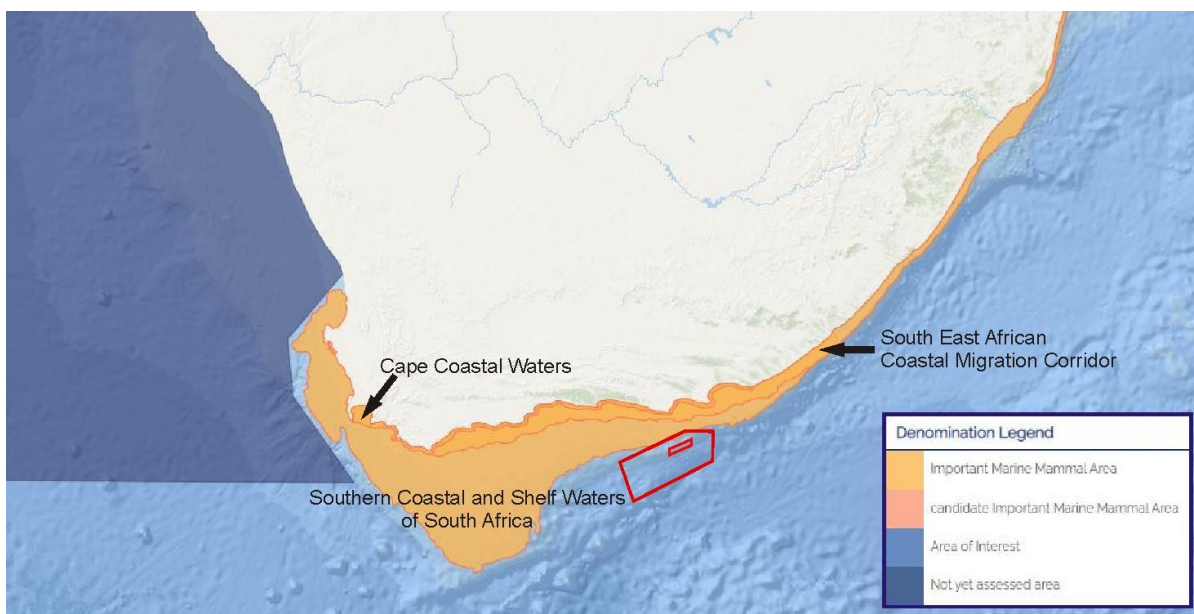 Cape Coastal Waters
South East African
Coastal Migration Corridor
Southern Coastal and Shelf Waters
of South Africa
Denomination Legend
Important Marine Mammal Area
candidate Important Marine Mammal Area
Area of Interest
Not yet assessed area